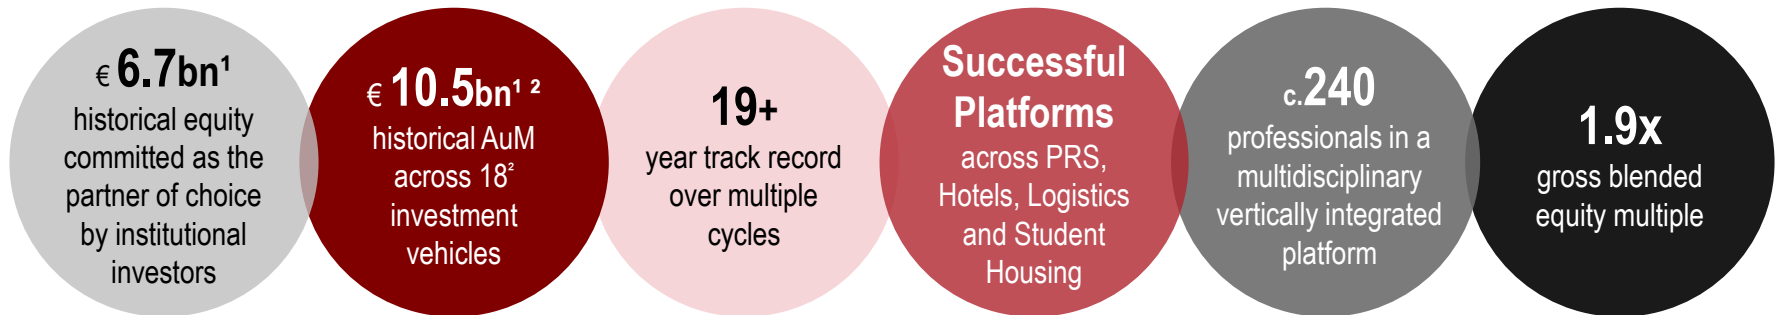 € 6.7bn¹
historical equity
committed as the
partner of choice
by institutional
investors
€ 10.5bn¹ ²
historical AuM
across 18²
investment
vehicles
19+
year track record
over multiple
cycles
Successful
Platforms
across PRS,
Hotels, Logistics
and Student
Housing
c.240
professionals in a
multidisciplinary
vertically integrated
platform
1.9x
gross blended
equity multiple